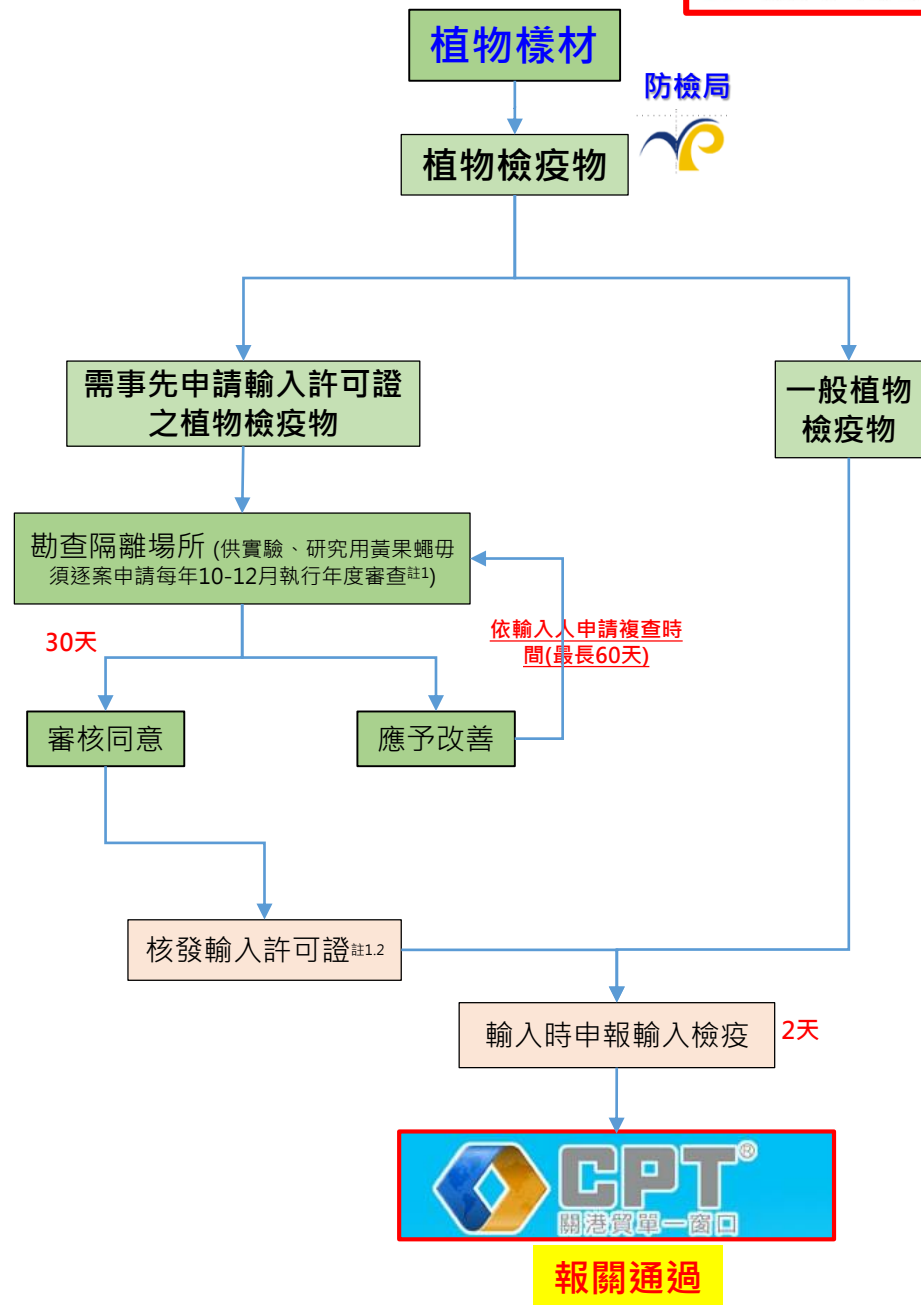 植物樣材
防檢局
植物檢疫物
需事先申請輸入許可證
之植物檢疫物
一般植物
檢疫物
勘查隔離場所 (供實驗、研究用黃果蠅毋
須逐案申請每年10-12月執行年度審查註1)
30天
依輸入人申請複查時
間(最長60天)
審核同意
應予改善
核發輸入許可證註1.2
輸入時申報輸入檢疫
2天
CPT®
關港貿單一窗口
報關通過